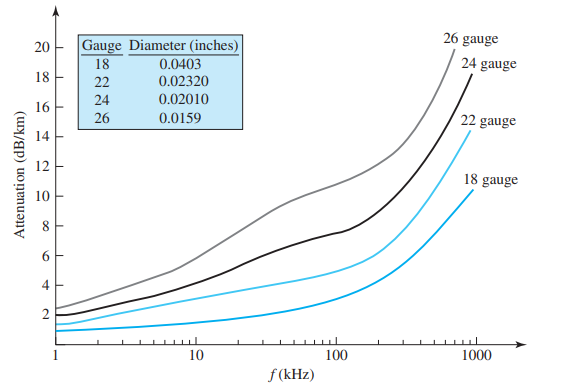 Gauge Diameter (inches)
18 0.0403
22 0.02320
24 0.02010
26 0.0159
26 gauge
24 gauge
22 gauge
18 gauge
Attenuation (dB/km)
20
18
16
14
12
10
8
6
4
2
1 10 100 1000
f (kHz)